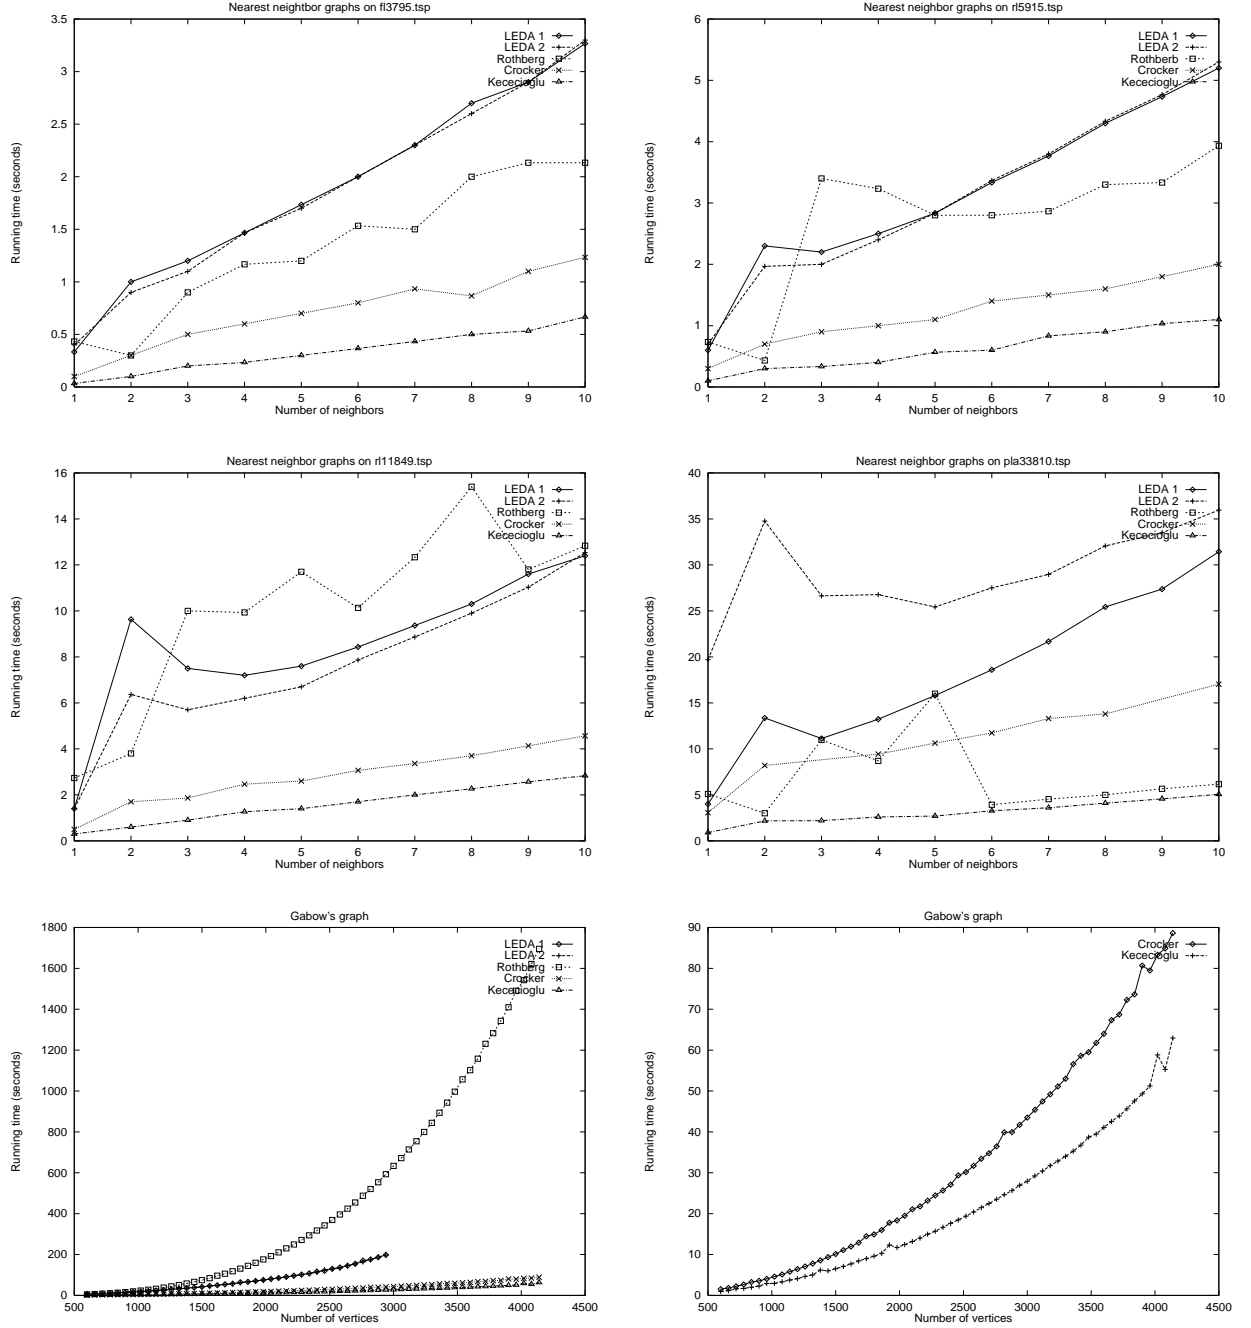 Nearest neightbor graphs on fl3795.tsp
3.5
3
2.5
2
1.5
1
0.5
0
Running time (seconds)
LEDA 1
LEDA 2
Rothberg
Crocker
Kececioglu
1 2 3 4 5 6 7 8 9 10
Number of neighbors
Nearest neightbor graphs on rl5915.tsp
6
5
4
3
2
1
0
Running time (seconds)
LEDA 1
LEDA 2
Rothberb
Crocker
Kececioglu
1 2 3 4 5 6 7 8 9 10
Number of neighbors
Nearest neighbor graphs on rl11849.tsp
16
14
12
10
8
6
4
2
0
Running time (seconds)
LEDA 1
LEDA 2
Rothberg
Crocker
Kececioglu
1 2 3 4 5 6 7 8 9 10
Number of neighbors
Nearest neighbor graphs on pla33810.tsp
40
35
30
25
20
15
10
5
0
Running time (seconds)
LEDA 1
LEDA 2
Rothberg
Crocker
Kececioglu
1 2 3 4 5 6 7 8 9 10
Number of neighbors
Gabow's graph
1800
1600
1400
1200
1000
800
600
400
200
0
Running time (seconds)
LEDA 1
LEDA 2
Rothberg
Crocker
Kececioglu
500 1000 1500 2000 2500 3000 3500 4000 4500
Number of vertices
Gabow's graph
90
80
70
60
50
40
30
20
10
0
Running time (seconds)
Crocker
Kececioglu
500 1000 1500 2000 2500 3000 3500 4000 4500
Number of vertices